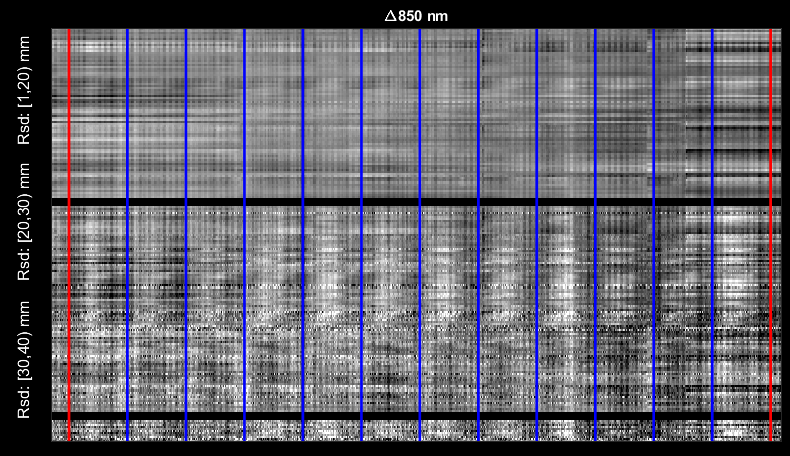 Δ850 nm
Rsd: [1,20) mm
Rsd: [20,30) mm
Rsd: [30,40) mm